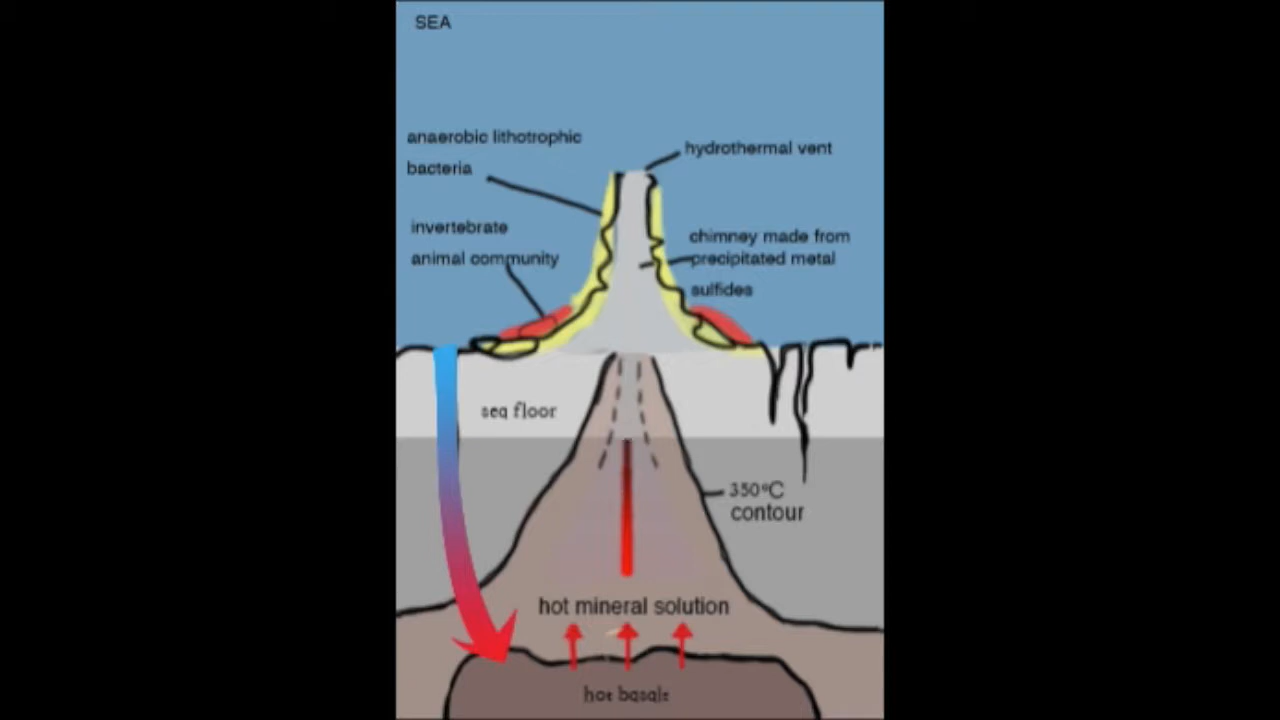 SEA
anaerobic lithotrophic
bacteria
hydrothermal vent
invertebrate
animal community
chimney made from
precipitated metal
sulfides
sea floor
350°C
contour
hot mineral solution
hot basalt